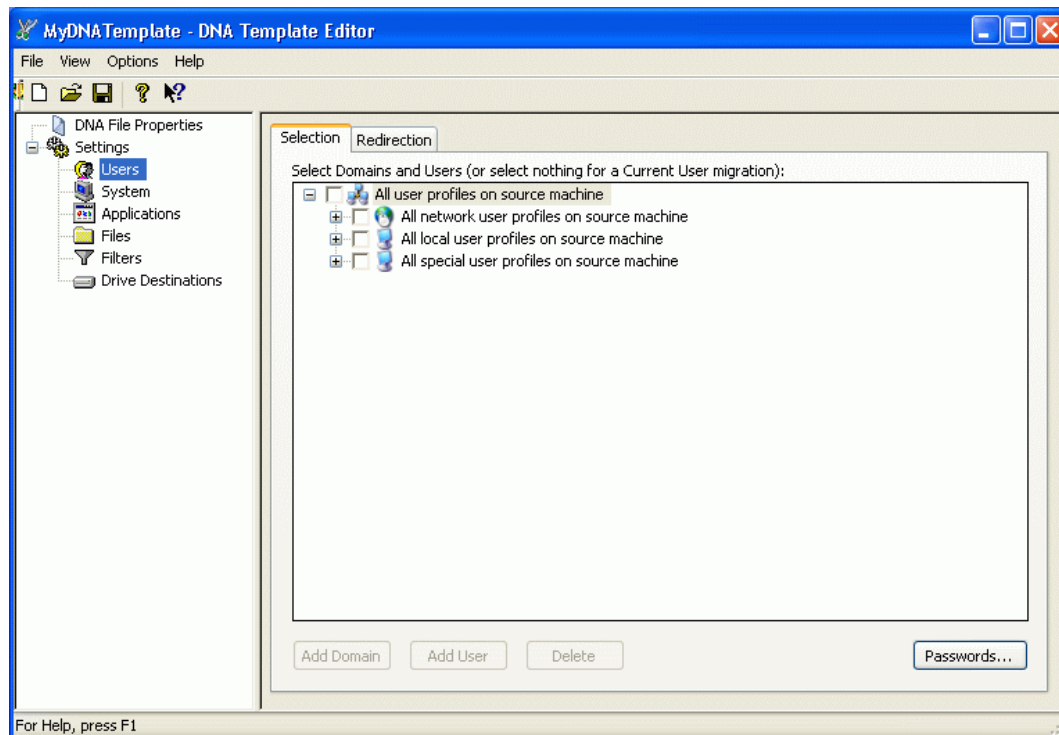 MyDNATemplate - DNA Template Editor
File View Options Help
DNA File Properties
Settings
Users
System
Applications
Files
Filters
Drive Destinations
Selection Redirection
Select Domains and Users (or select nothing for a Current User migration):
All user profiles on source machine
All network user profiles on source machine
All local user profiles on source machine
All special user profiles on source machine
Add Domain Add User Delete Passwords...
For Help, press F1